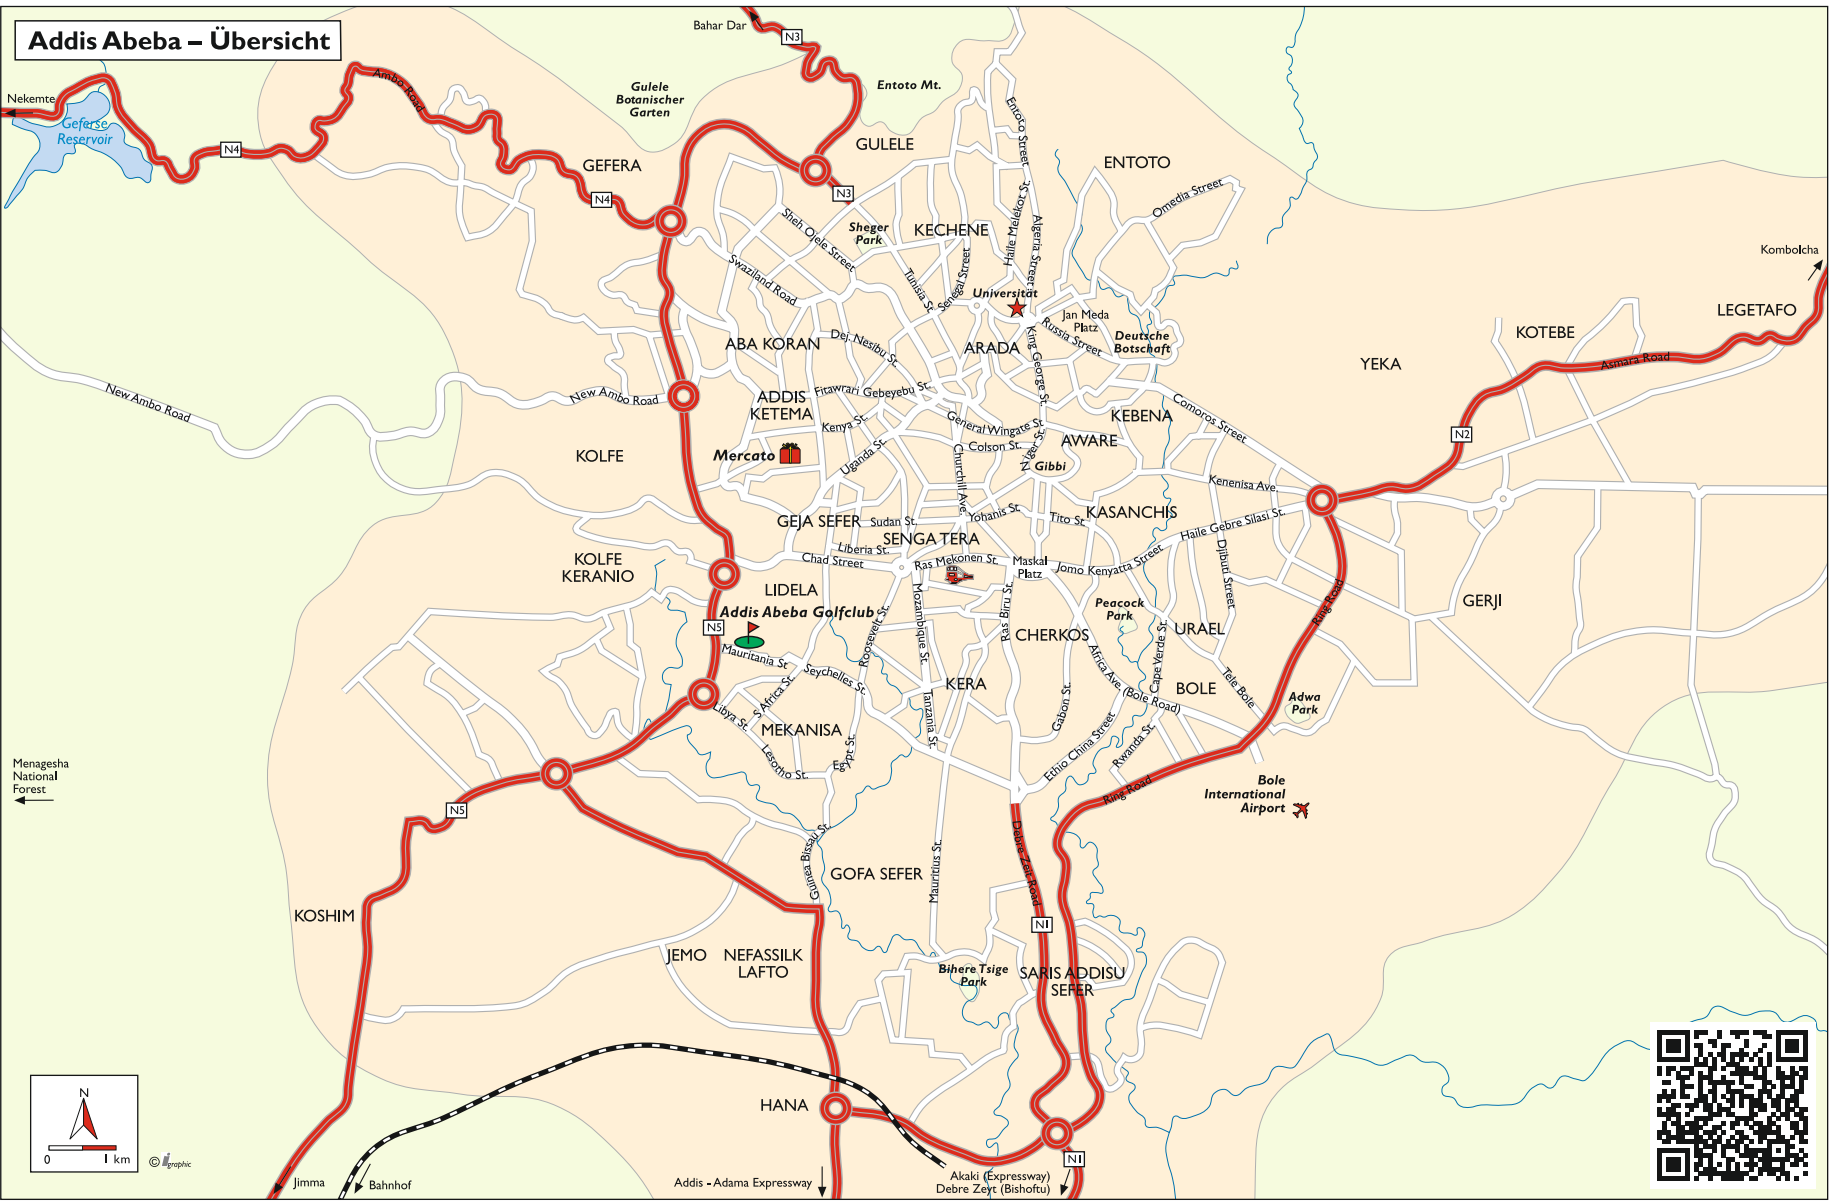 Addis Abeba – Übersicht
Bahar Dar
N3
Nekemte
Geferse
Reservoir
Ambo Road
N4
Gulele
Botanischer
Garten
Entoto Mt.
GULELE
GEFERA
N4
N3
Entoto Street
ENTOTO
Omedia Street
Sheh Ojele Street
Sheger
Park
KECHENE
Haile Melekot St.
Algeria Street
Swaziland Road
Tunisia St.
Senegal Street
Universität
Jan Meda
Platz
Russia Street
Deutsche
Botschaft
Kombolcha
LEGETAFO
KOTEBE
YEKA
Asmara Road
ABA KORAN
Dej. Nesibu St.
ARADA
King George St.
New Ambo Road
New Ambo Road
ADDIS
KETEMA
Fitawrari Gebeyebu St.
Kenya St.
General Wingate St
KEBENA
Comoros Street
N2
KOLFE
Mercato
Uganda St.
Colson St.
Churchill Ave.
Niger St.
AWARE
Gibbi
Kenenisa Ave.
GEJA SEFER
Sudan St.
Yohanis St.
Tito St.
KASANCHIS
Haile Gebre Silasi St.
SENGA TERA
Liberia St.
Chad Street
Ras Mekonen St.
Maskal
Platz
Jomo Kenyatta Street
Djibuti Street
KOLFE
KERANIO
LIDELA
Addis Abeba Golfclub
N5
Mauritania St
Roosevelt St.
Mozambique St.
Ras Biru St.
CHERKOS
Peacock
Park
URAEL
Cape Verde St.
Ring Road
GERJI
Seychelles St.
S Africa St.
Libya St.
KERA
Tanzania St.
Gabon St.
Africa Ave. (Bole Road)
BOLE
Tele Bole
Adwa
Park
MEKANISA
Lesotho St.
Egypt St.
Ethio China Street
Rwanda St.
Menagesha
National
Forest
N5
Ring Road
Bole
International
Airport
Guinea Bissau St.
GOFA SEFER
Mauritius St.
Debre Zeit Road
KOSHIM
N1
JEMO
NEFASSILK
LAFTO
Bihere Tsige
Park
SARIS ADDISU
SEFER
N
0
1 km
© igraphic
HANA
Jimma
Bahnhof
Addis - Adama Expressway
Akaki (Expressway)
Debre Zeyt (Bishoftu)
N1